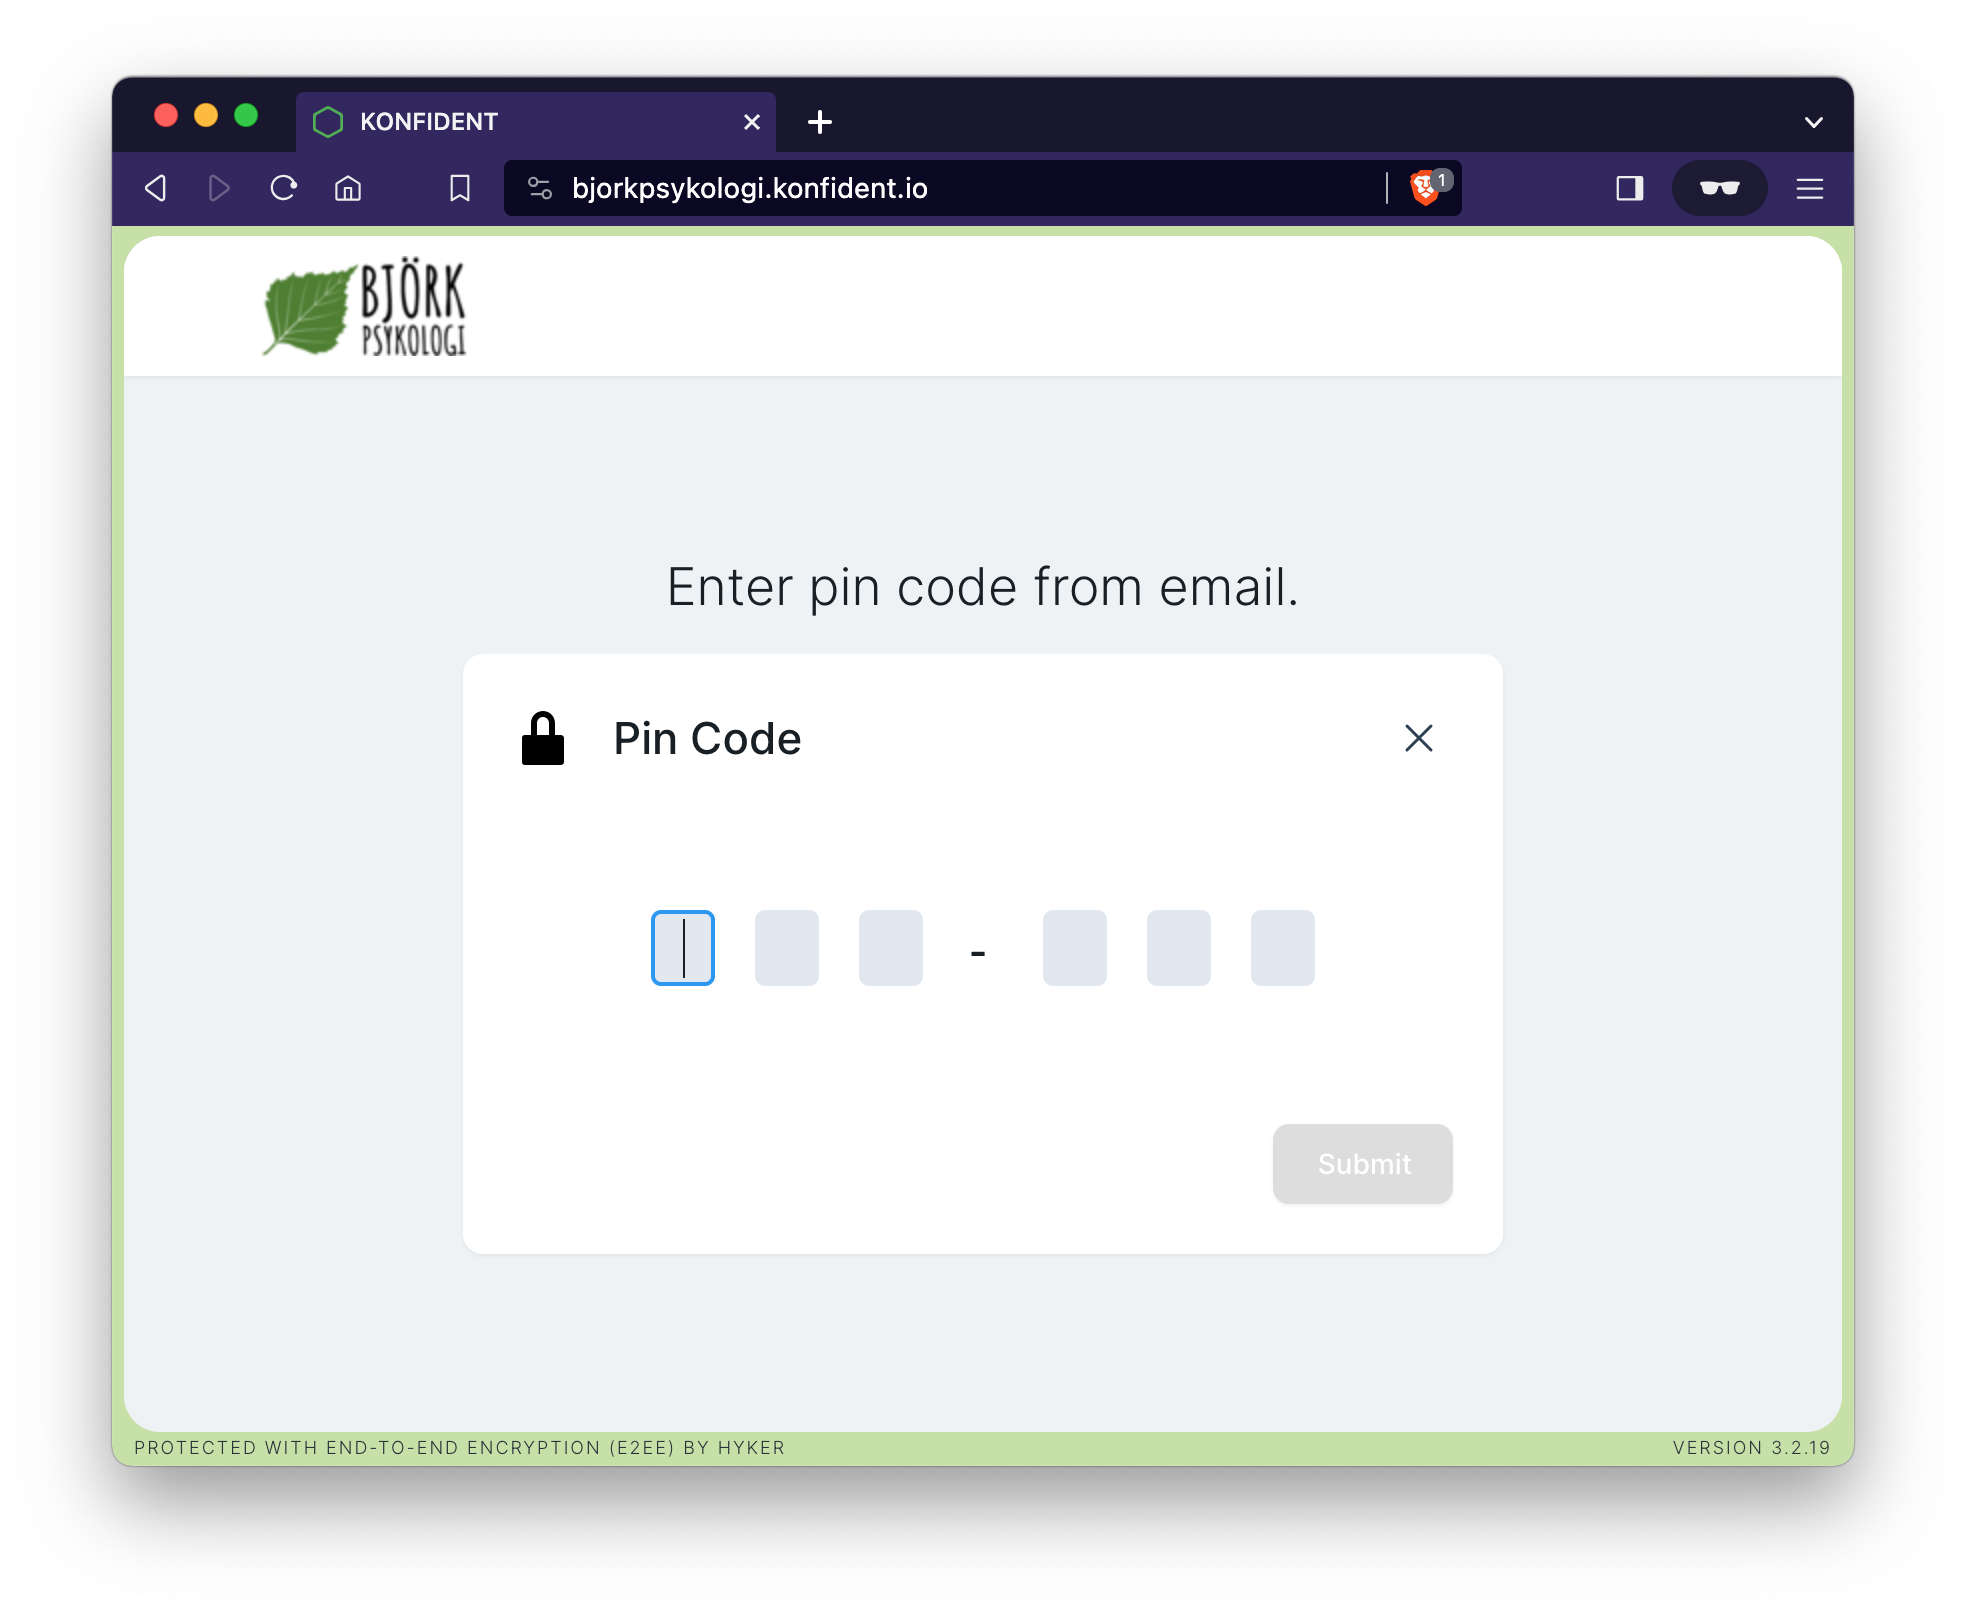 KONFIDENT
bjorkpsykologi.konfident.io
1
BJÖRK
PSYKOLOGI
Enter pin code from email.
Pin Code
-
Submit
PROTECTED WITH END-TO-END ENCRYPTION (E2EE) BY HYKER
VERSION 3.2.19